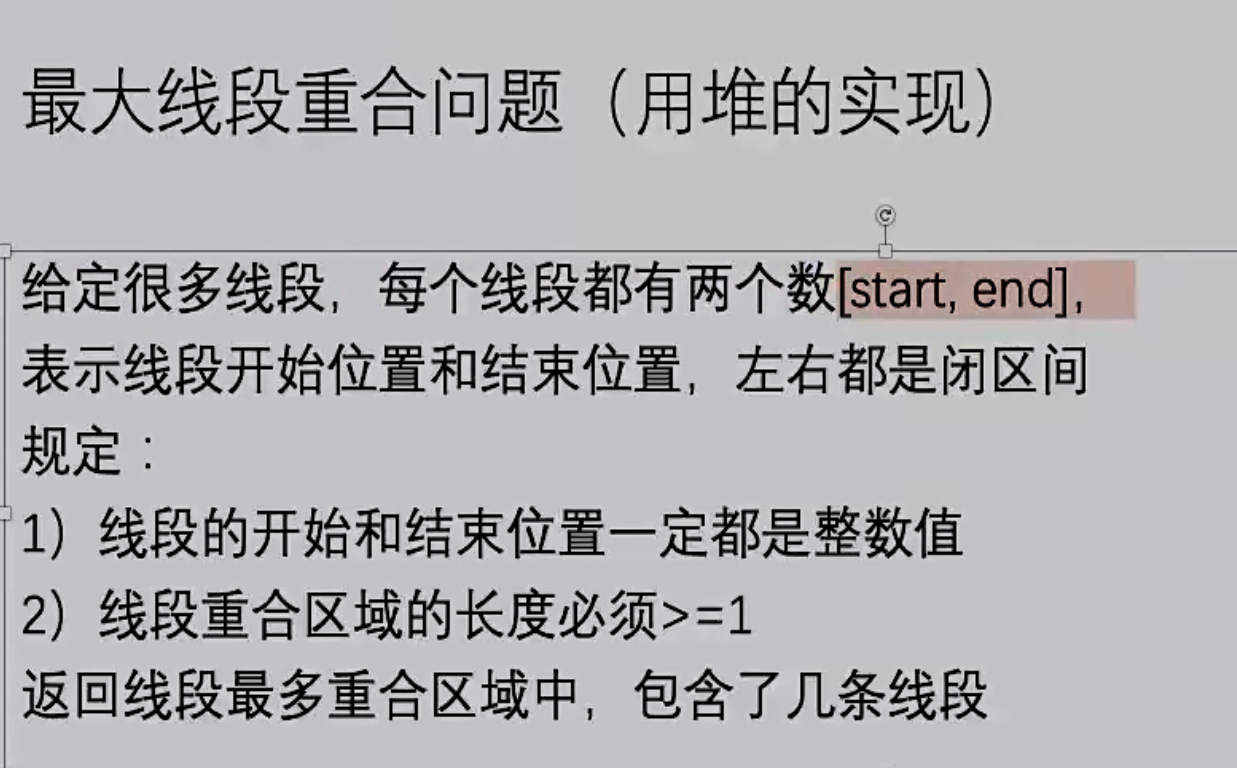 最大线段重合问题（用堆的实现）
给定很多线段，每个线段都有两个数[start, end]，
表示线段开始位置和结束位置，左右都是闭区间
规定：
1）线段的开始和结束位置一定都是整数值
2）线段重合区域的长度必须>=1
返回线段最多重合区域中，包含了几条线段